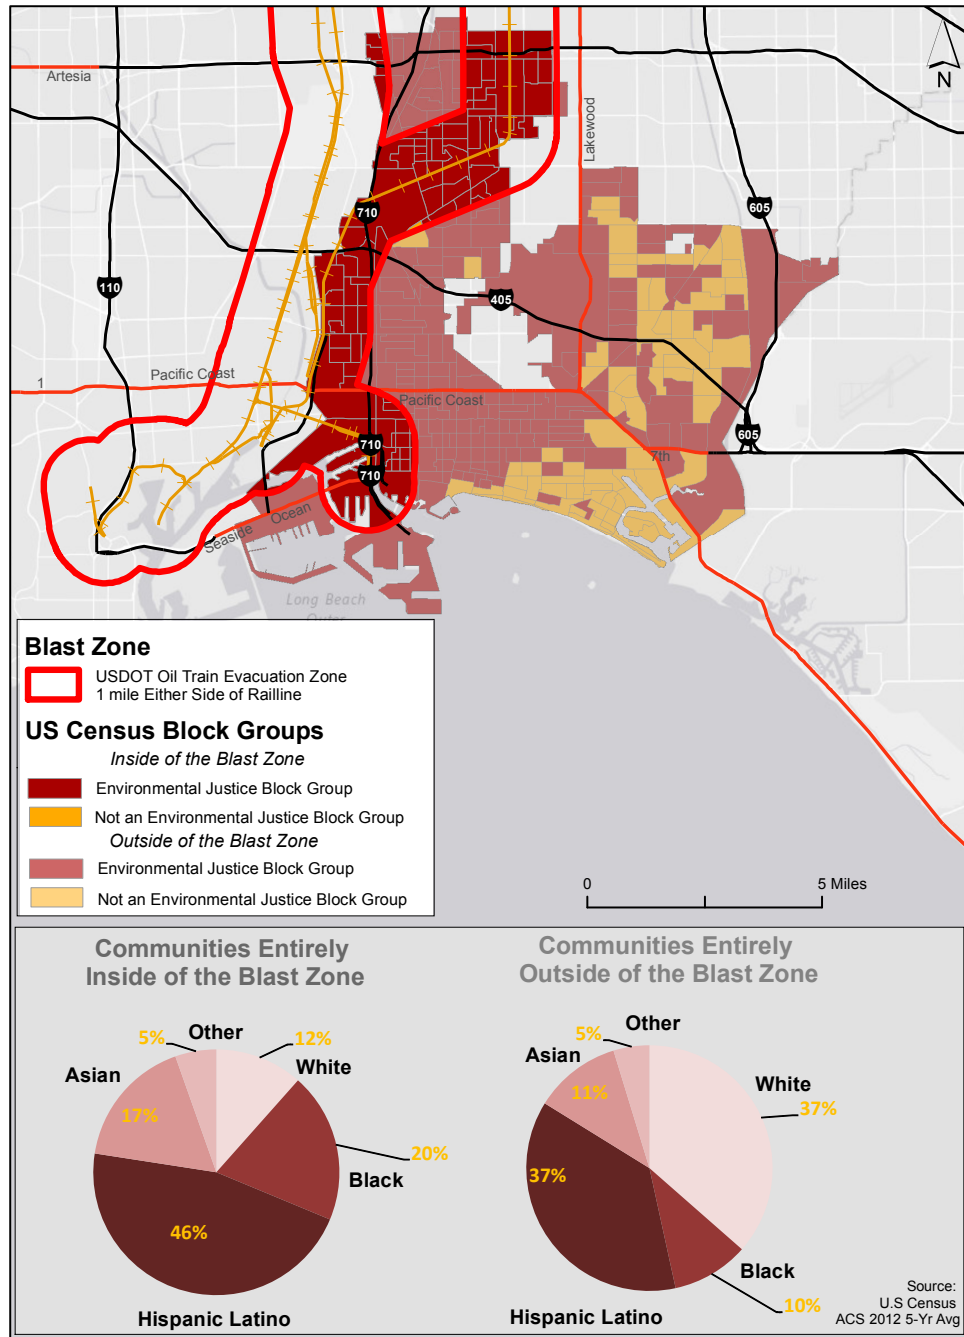 N
Artesia
Lakewood
710
605
110
405
1
Pacific Coast
Pacific Coast
605
710
7th
710
Seaside Ocean
Long Beach
Outer
Blast Zone
USDOT Oil Train Evacuation Zone
1 mile Either Side of Railline
US Census Block Groups
Inside of the Blast Zone
Environmental Justice Block Group
Not an Environmental Justice Block Group
Outside of the Blast Zone
Environmental Justice Block Group
Not an Environmental Justice Block Group
0 5 Miles
Communities Entirely
Inside of the Blast Zone
Other
5%
12%
White
Asian
17%
20%
Black
46%
Hispanic Latino
Communities Entirely
Outside of the Blast Zone
Other
5%
Asian
11%
White
37%
37%
Black
10%
Hispanic Latino
Source:
U.S Census
ACS 2012 5-Yr Avg